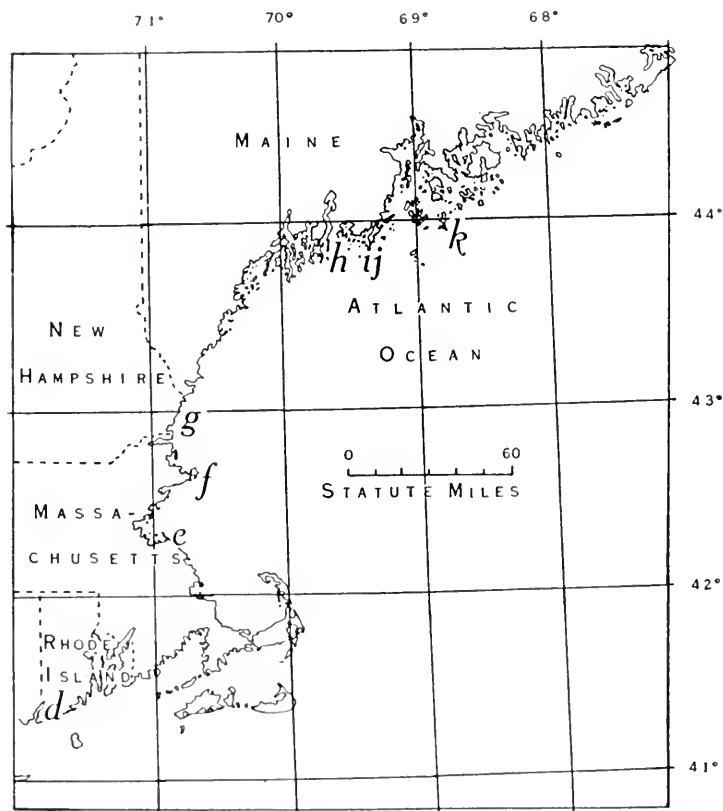 71° 70° 69° 68°
MAINE
44°
k
h ij
ATLANTIC
OCEAN
NEW
HAMPSHIRE
43°
g
0 60
STATUTE MILES
f
MASSA-
CHUSETTS
e
42°
RHODE
ISLAND
d
41°